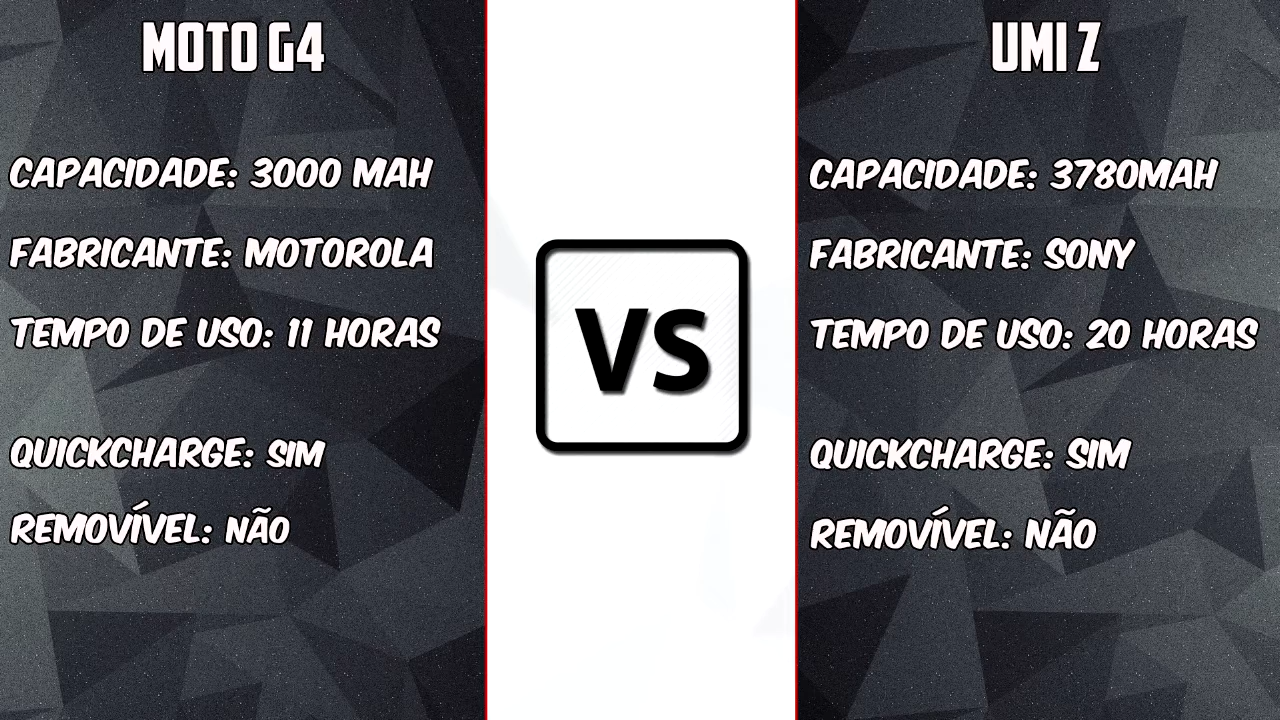 MOTO G4
CAPACIDADE: 3000 MAH
FABRICANTE: MOTOROLA
TEMPO DE USO: 11 HORAS
QUICKCHARGE: SIM
REMOVÍVEL: NÃO
VS
UMI Z
CAPACIDADE: 3780MAH
FABRICANTE: SONY
TEMPO DE USO: 20 HORAS
QUICKCHARGE: SIM
REMOVÍVEL: NÃO